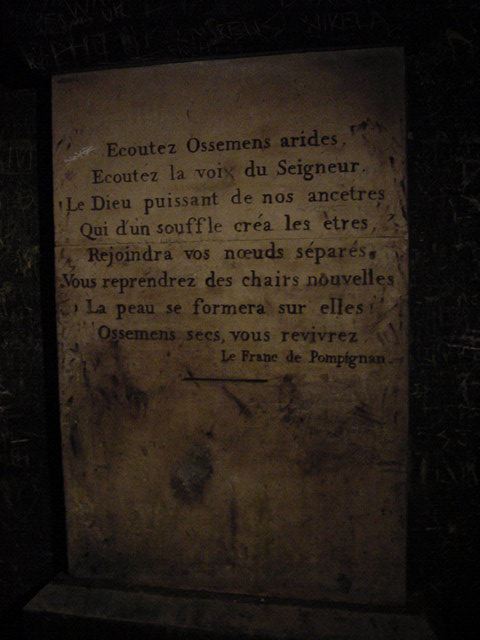 WIKELA
Ecoutez Ossemens arides.
Ecoutez la voix du Seigneur.
Le Dieu puissant de nos ancetres,
Qui d'un souffle créa les ètres,
Rejoindra vos nœuds séparés.
Vous reprendrez des chairs nouvelles
La peau se formera sur elles
Ossemens secs, vous revivrez.
Le Franc de Pompignan.